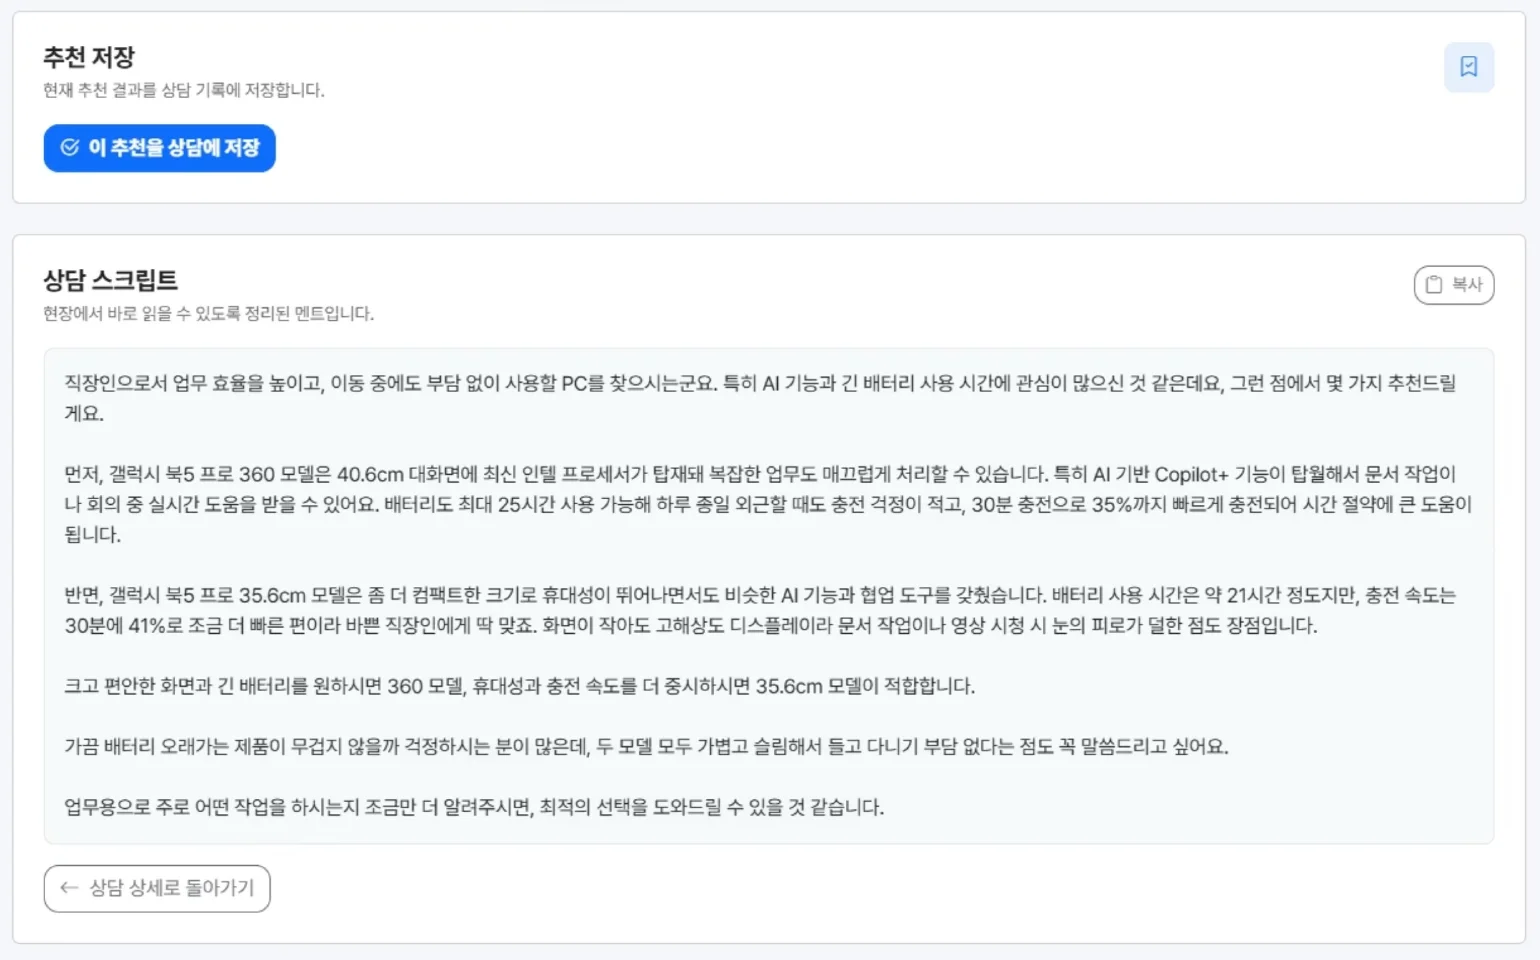 추천 저장
현재 추천 결과를 상담 기록에 저장합니다.
이 추천을 상담에 저장
상담 스크립트
복사
현장에서 바로 읽을 수 있도록 정리된 멘트입니다.
직장인으로서 업무 효율을 높이고, 이동 중에도 부담 없이 사용할 PC를 찾으시는군요. 특히 AI 기능과 긴 배터리 사용 시간에 관심이 많으신 것 같은데요, 그런 점에서 몇 가지 추천드릴
게요.
먼저, 갤럭시 북5 프로 360 모델은 40.6cm 대화면에 최신 인텔 프로세서가 탑재돼 복잡한 업무도 매끄럽게 처리할 수 있습니다. 특히 AI 기반 Copilot+ 기능이 탑월해서 문서 작업이
나 회의 중 실시간 도움을 받을 수 있어요. 배터리도 최대 25시간 사용 가능해 하루 종일 외근할 때도 충전 걱정이 적고, 30분 충전으로 35%까지 빠르게 충전되어 시간 절약에 큰 도움이
됩니다.
반면, 갤럭시 북5 프로 35.6cm 모델은 좀 더 컴팩트한 크기로 휴대성이 뛰어나면서도 비슷한 AI 기능과 협업 도구를 갖췄습니다. 배터리 사용 시간은 약 21시간 정도지만, 충전 속도는
30분에 41%로 조금 더 빠른 편이라 바쁜 직장인에게 딱 맞죠. 화면이 작아도 고해상도 디스플레이라 문서 작업이나 영상 시청 시 눈의 피로가 덜한 점도 장점입니다.
크고 편안한 화면과 긴 배터리를 원하시면 360 모델, 휴대성과 충전 속도를 더 중시하시면 35.6cm 모델이 적합합니다.
가끔 배터리 오래가는 제품이 무겁지 않을까 걱정하시는 분이 많은데, 두 모델 모두 가볍고 슬림해서 들고 다니기 부담 없다는 점도 꼭 말씀드리고 싶어요.
업무용으로 주로 어떤 작업을 하시는지 조금만 더 알려주시면, 최적의 선택을 도와드릴 수 있을 것 같습니다.
← 상담 상세로 돌아가기